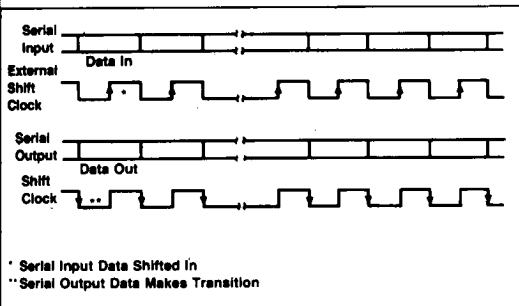 Serial
Input
Data In
External
Shift
Clock
*
Serial
Output
Data Out
Shift
Clock
**
* Serial Input Data Shifted In
** Serial Output Data Makes Transition